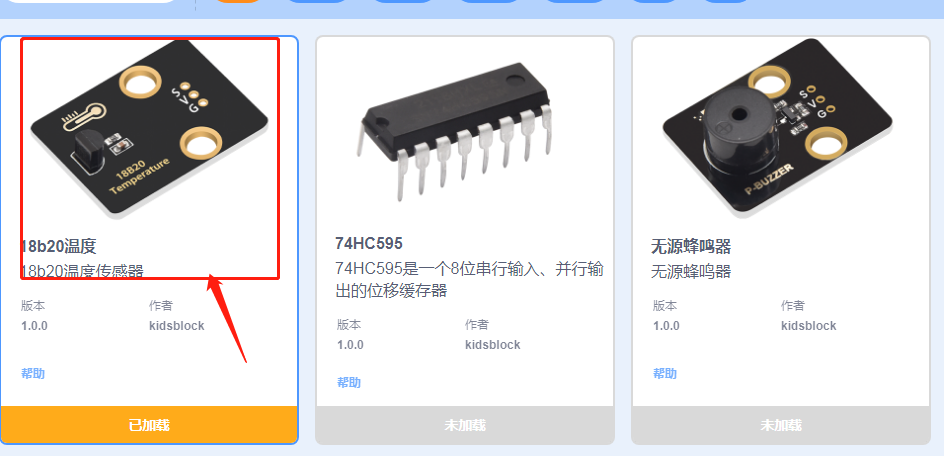 S
V
G
18B20
Temperature
18b20温度
18b20温度传感器
版本
作者
1.0.0
kidsblock
帮助
已加载
74HC595
74HC595是一个8位串行输入、并行输
出的位移缓存器
版本
作者
1.0.0
kidsblock
帮助
未加载
S
V
G
P-BUZZER
无源蜂鸣器
无源蜂鸣器
版本
作者
1.0.0
kidsblock
帮助
未加载